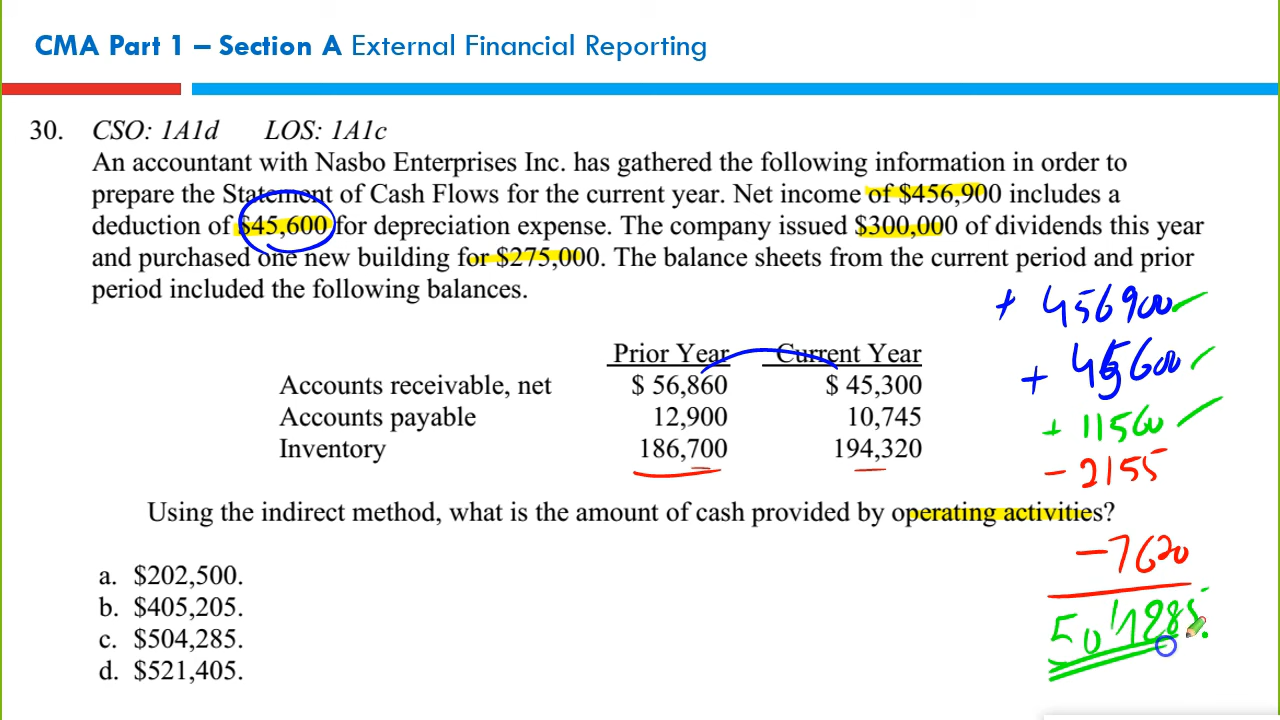 CMA Part 1 – Section A External Financial Reporting
30. CSO: 1A1d LOS: 1A1c
An accountant with Nasbo Enterprises Inc. has gathered the following information in order to
prepare the Statement of Cash Flows for the current year. Net income of $456,900 includes a
deduction of $45,600 for depreciation expense. The company issued $300,000 of dividends this year
and purchased one new building for $275,000. The balance sheets from the current period and prior
period included the following balances.
+ 456900
Prior Year Current Year
+ 45600
Accounts receivable, net $ 56,860 $ 45,300
Accounts payable 12,900 10,745
+ 11560
Inventory 186,700 194,320
- 2155
Using the indirect method, what is the amount of cash provided by operating activities?
- 7620
a. $202,500.
b. $405,205.
504285
c. $504,285.
d. $521,405.